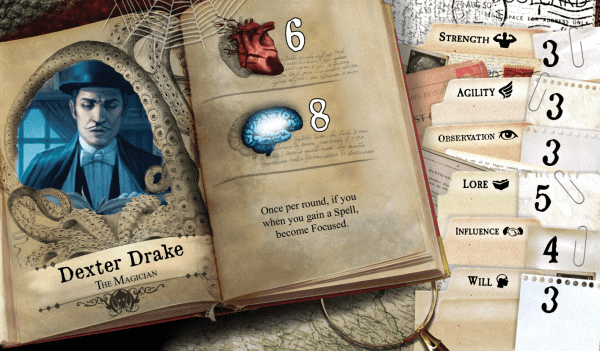 6
8
Once per round, if you
when you gain a Spell,
become Focused.
Dexter Drake
The Magician
Strength 3
Agility 3
Observation 3
Lore 5
Influence 4
Will 3